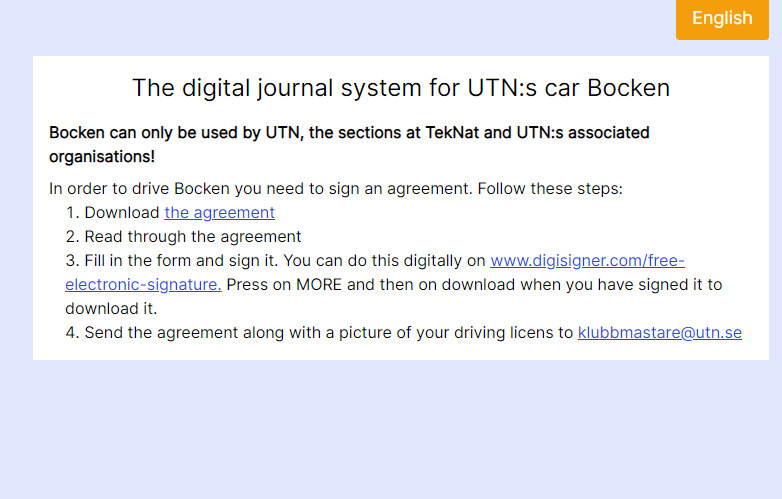 English
The digital journal system for UTN:s car Bocken
Bocken can only be used by UTN, the sections at TekNat and UTN:s associated
organisations!
In order to drive Bocken you need to sign an agreement. Follow these steps:
1. Download the agreement
2. Read through the agreement
3. Fill in the form and sign it. You can do this digitally on www.digisigner.com/free-
electronic-signature. Press on MORE and then on download when you have signed it to
download it.
4. Send the agreement along with a picture of your driving licens to klubbmastare@utn.se